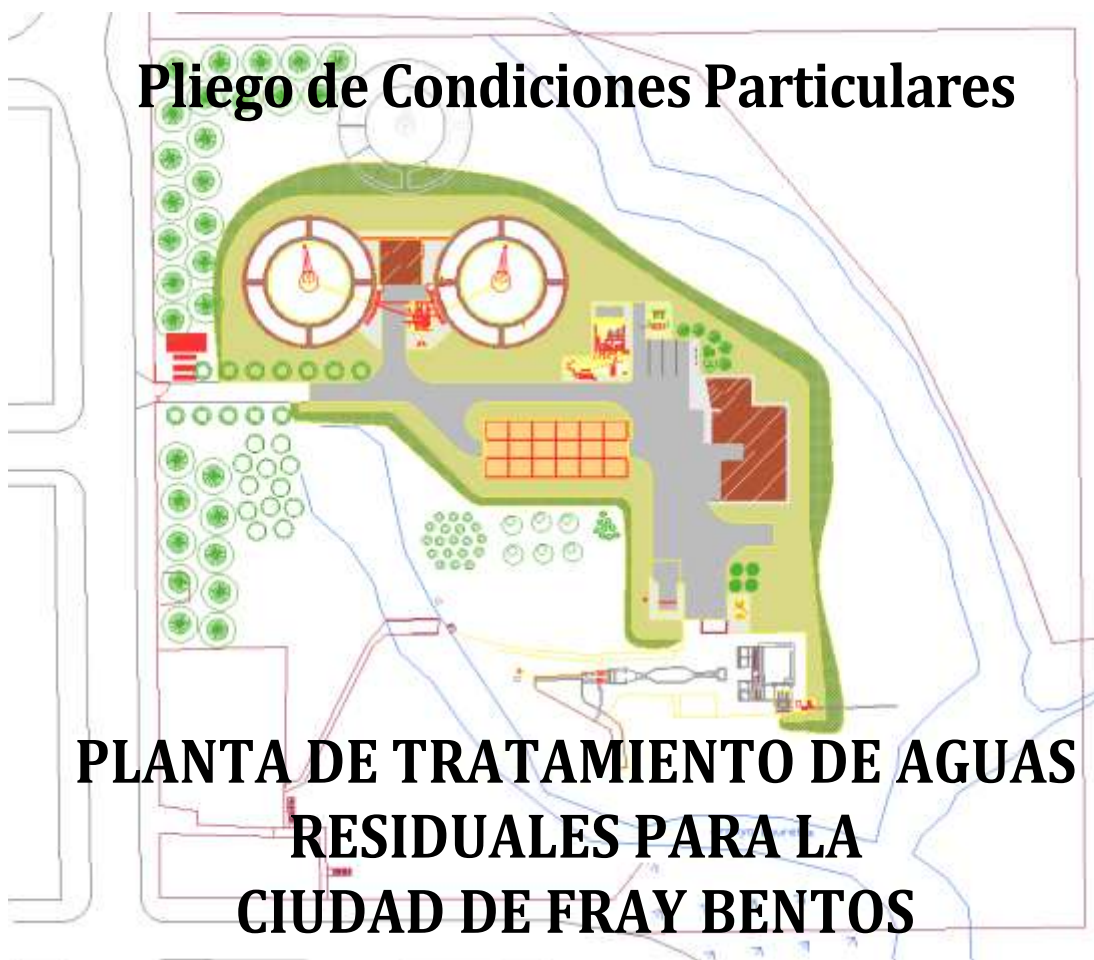 Pliego de Condiciones Particulares
PLANTA DE TRATAMIENTO DE AGUAS
RESIDUALES PARA LA
CIUDAD DE FRAY BENTOS